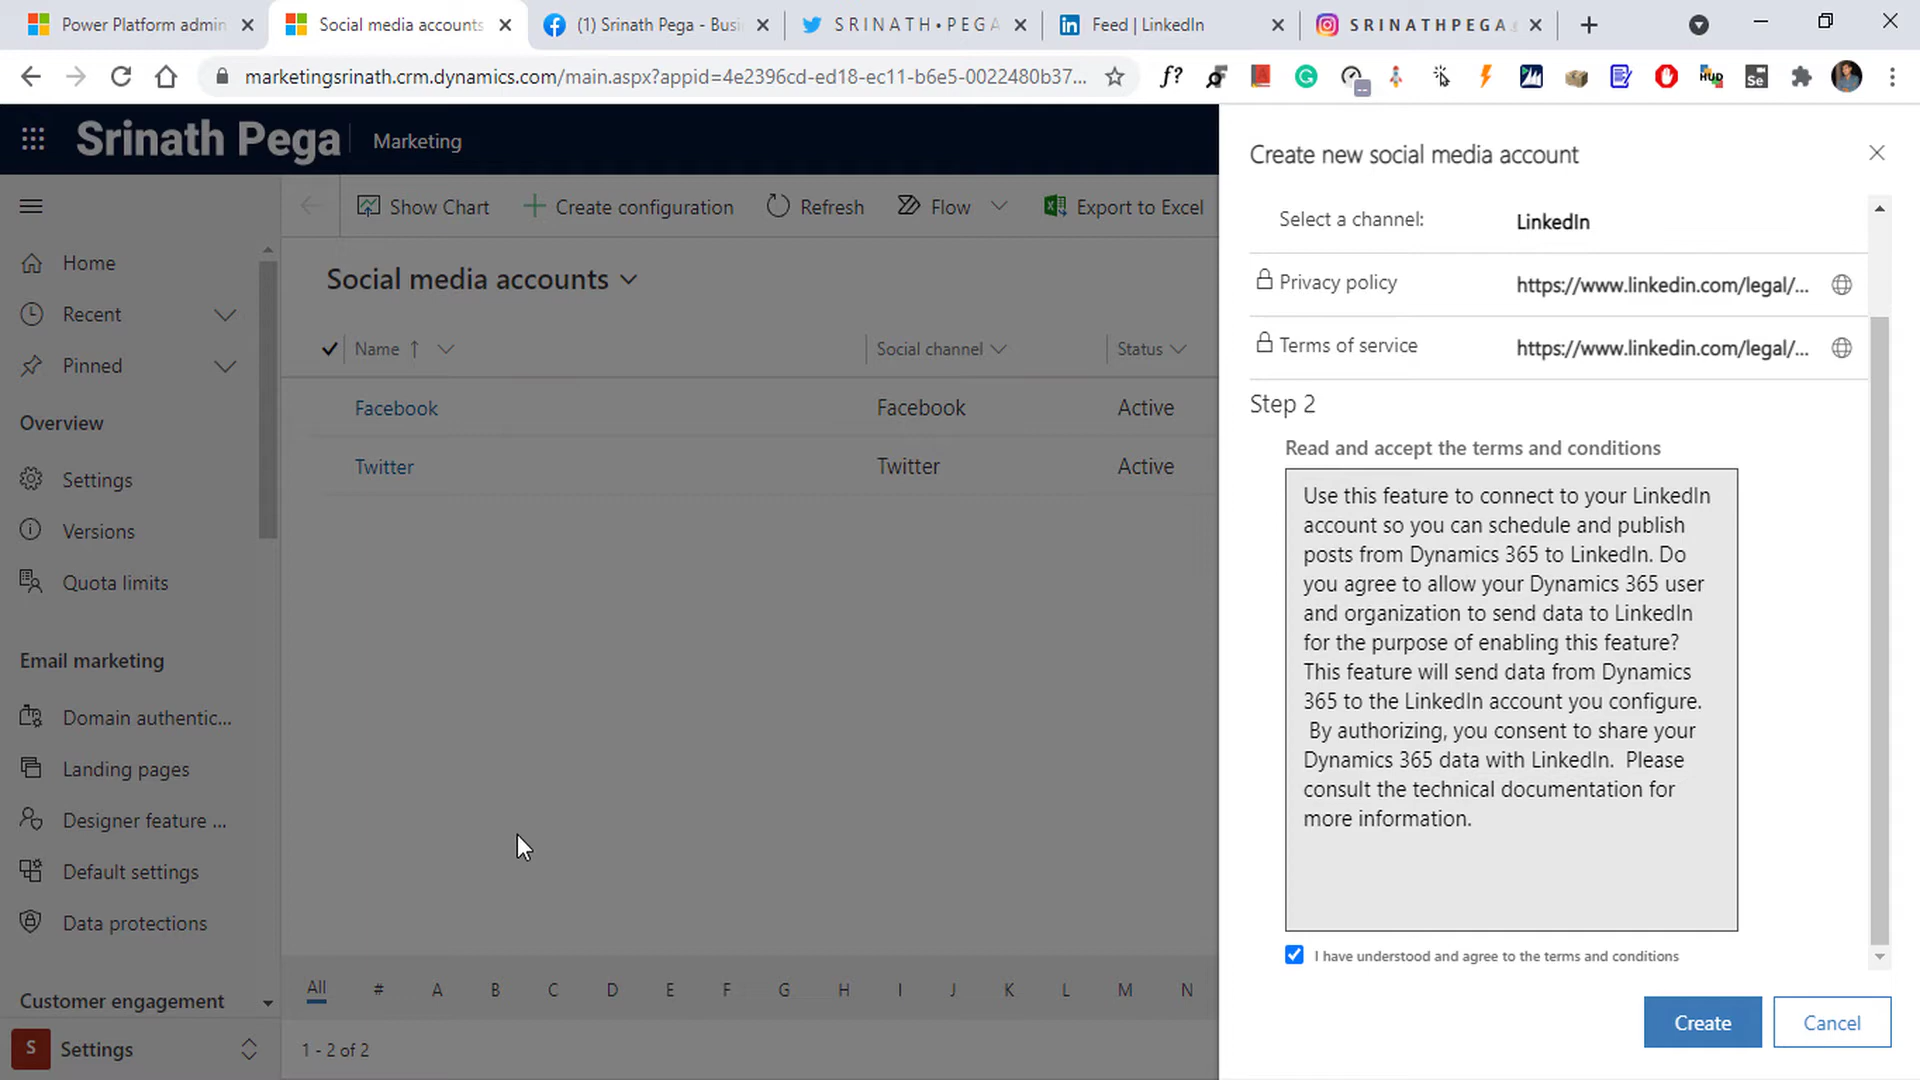 Power Platform admin
Social media accounts
(1) Srinath Pega - Busi
S R I N A T H • P E G A
Feed | LinkedIn
S R I N A T H P E G A
marketingsrinath.crm.dynamics.com/main.aspx?appid=4e2396cd-ed18-ec11-b6e5-0022480b37...
Srinath Pega
Marketing
Show Chart
Create configuration
Refresh
Flow
Export to Excel
Home
Recent
Pinned
Overview
Settings
Versions
Quota limits
Email marketing
Domain authentic...
Landing pages
Designer feature ...
Default settings
Data protections
Customer engagement
S Settings
Social media accounts
Name
Social channel
Status
Facebook
Facebook
Active
Twitter
Twitter
Active
All # A B C D E F G H I J K L M N
1 - 2 of 2
Create new social media account
Select a channel:
LinkedIn
Privacy policy
https://www.linkedin.com/legal/...
Terms of service
https://www.linkedin.com/legal/...
Step 2
Read and accept the terms and conditions
Use this feature to connect to your LinkedIn
account so you can schedule and publish
posts from Dynamics 365 to LinkedIn. Do
you agree to allow your Dynamics 365 user
and organization to send data to LinkedIn
for the purpose of enabling this feature?
This feature will send data from Dynamics
365 to the LinkedIn account you configure.
By authorizing, you consent to share your
Dynamics 365 data with LinkedIn. Please
consult the technical documentation for
more information.
I have understood and agree to the terms and conditions
Create
Cancel